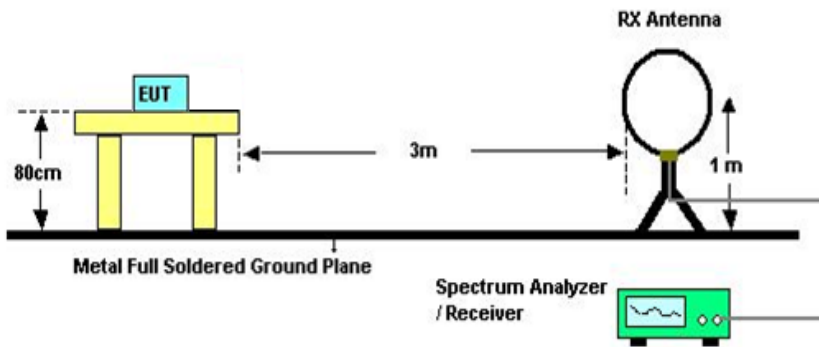 RX Antenna
EUT
3m
80cm
1 m
Metal Full Soldered Ground Plane
Spectrum Analyzer
/ Receiver